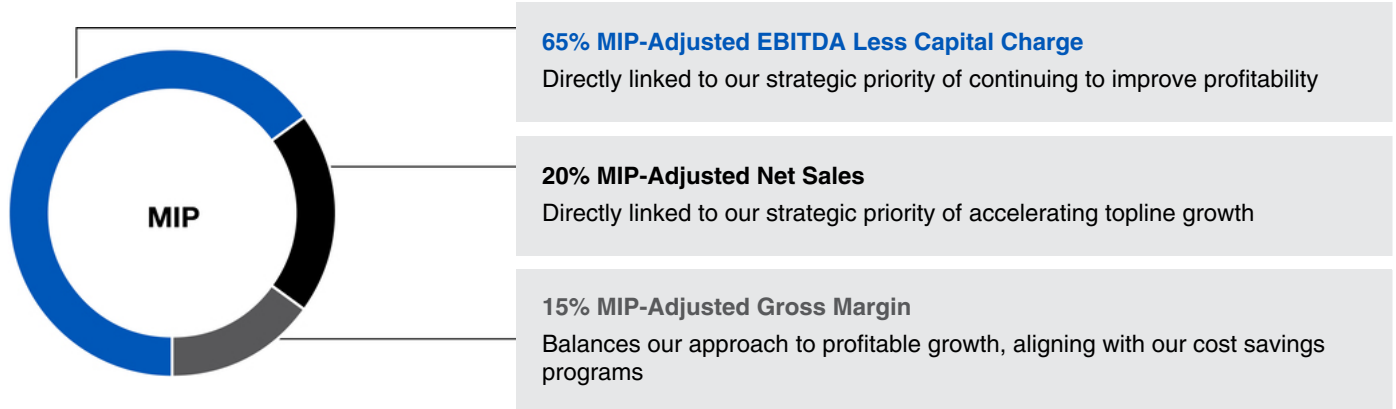 65% MIP-Adjusted EBITDA Less Capital Charge
Directly linked to our strategic priority of continuing to improve profitability
MIP
20% MIP-Adjusted Net Sales
Directly linked to our strategic priority of accelerating topline growth
15% MIP-Adjusted Gross Margin
Balances our approach to profitable growth, aligning with our cost savings
programs